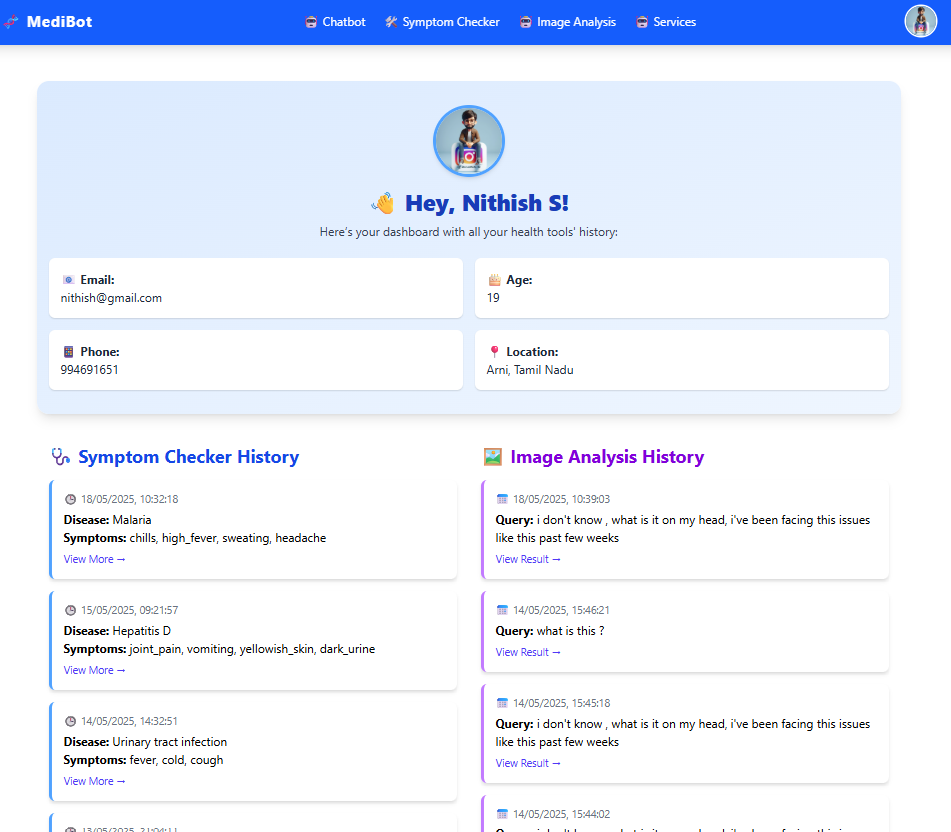 MediBot
Chatbot
Symptom Checker
Image Analysis
Services
Hey, Nithish S!
Here's your dashboard with all your health tools' history:
Email:
nithish@gmail.com
Age:
19
Phone:
994691651
Location:
Arni, Tamil Nadu
Symptom Checker History
18/05/2025, 10:32:18
Disease: Malaria
Symptoms: chills, high_fever, sweating, headache
View More →
15/05/2025, 09:21:57
Disease: Hepatitis D
Symptoms: joint_pain, vomiting, yellowish_skin, dark_urine
View More →
14/05/2025, 14:32:51
Disease: Urinary tract infection
Symptoms: fever, cold, cough
View More →
Image Analysis History
18/05/2025, 10:39:03
Query: i don't know , what is it on my head, i've been facing this issues
like this past few weeks
View Result →
14/05/2025, 15:46:21
Query: what is this ?
View Result →
14/05/2025, 15:45:18
Query: i don't know , what is it on my head, i've been facing this issues
like this past few weeks
View Result →
14/05/2025, 15:44:02